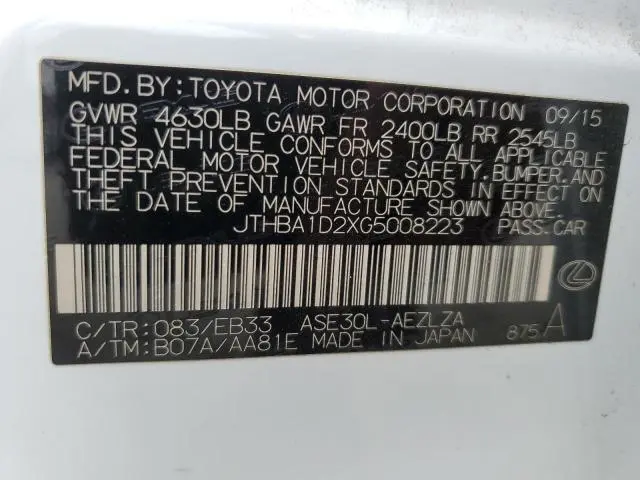 MFD. BY: TOYOTA MOTOR CORPORATION 09/15
GVWR 4630LB GAWR FR 2400LB RR 2545LB
THIS VEHICLE CONFORMS TO ALL APPLICABLE
FEDERAL MOTOR VEHICLE SAFETY, BUMPER, AND
THEFT PREVENTION STANDARDS IN EFFECT ON
THE DATE OF MANUFACTURE SHOWN ABOVE.
JTHBA1D2XG5008223 PASS. CAR
C/TR: 083/EB33 ASE30L-AEZLZA
A/TM: B07A/AA81E MADE IN JAPAN 875 A